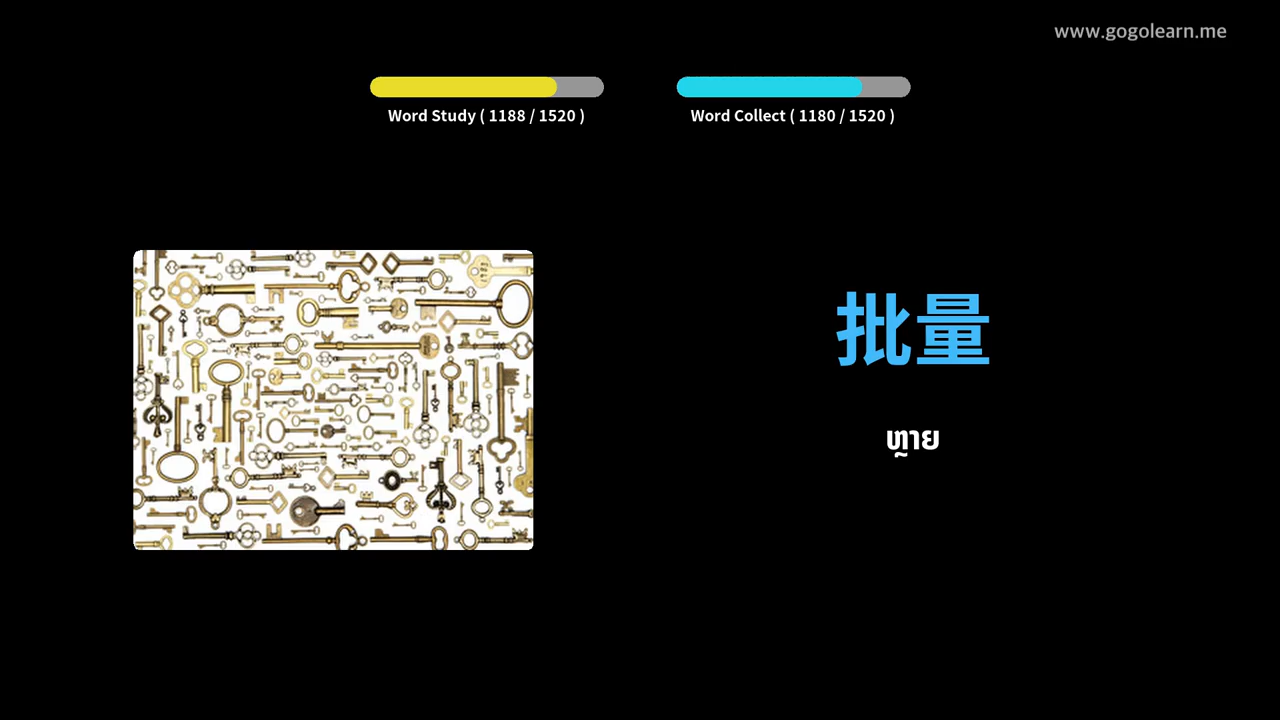 www.gogolearn.me
Word Study ( 1188 / 1520 )
Word Collect ( 1180 / 1520 )
批量
ຫຼາຍ